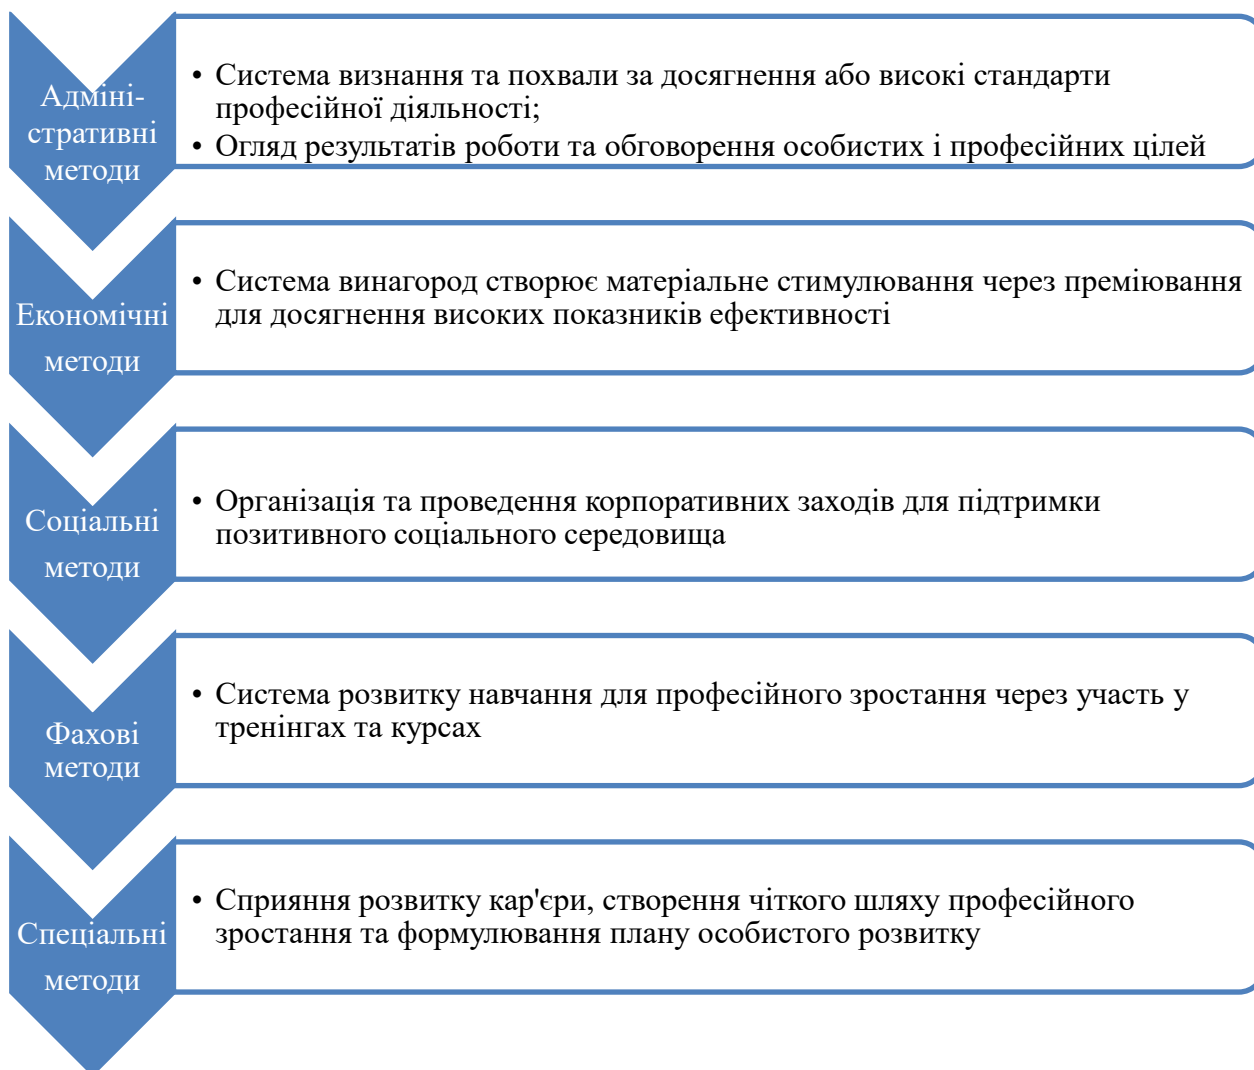 Адміні-
стративні
методи
• Система визнання та похвали за досягнення або високі стандарти
професійної діяльності;
• Огляд результатів роботи та обговорення особистих і професійних цілей
Економічні
методи
• Система винагород створює матеріальне стимулювання через преміювання
для досягнення високих показників ефективності
Соціальні
методи
• Організація та проведення корпоративних заходів для підтримки
позитивного соціального середовища
Фахові
методи
• Система розвитку навчання для професійного зростання через участь у
тренінгах та курсах
Спеціальні
методи
• Сприяння розвитку кар'єри, створення чіткого шляху професійного
зростання та формулювання плану особистого розвитку